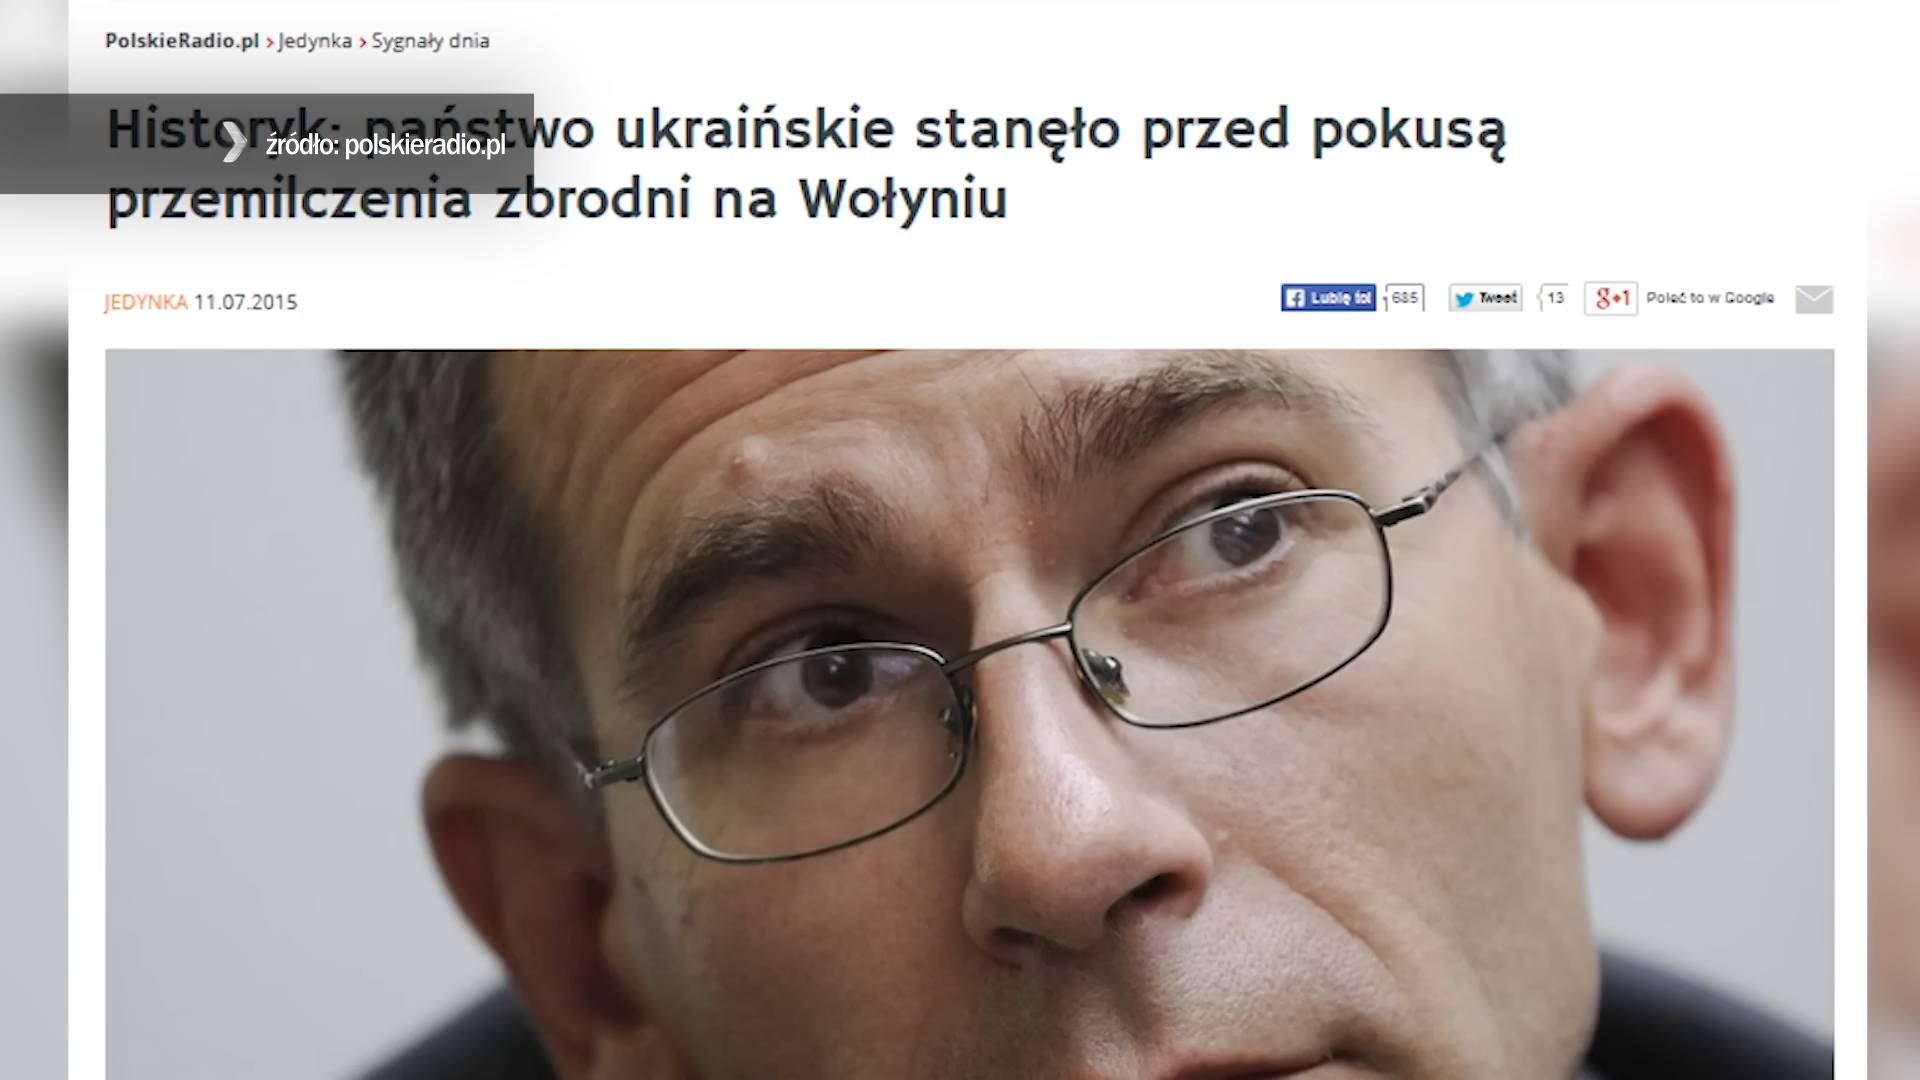 PolskieRadio.pl › Jedynka › Sygnały dnia
Historyk: państwo ukraińskie stanęło przed pokusą
źródło: polskieradio.pl
przemilczenia zbrodni na Wołyniu
JEDYNKA 11.07.2015
Lubię to! 685 Tweet 13 g+1 Poleć to w Google